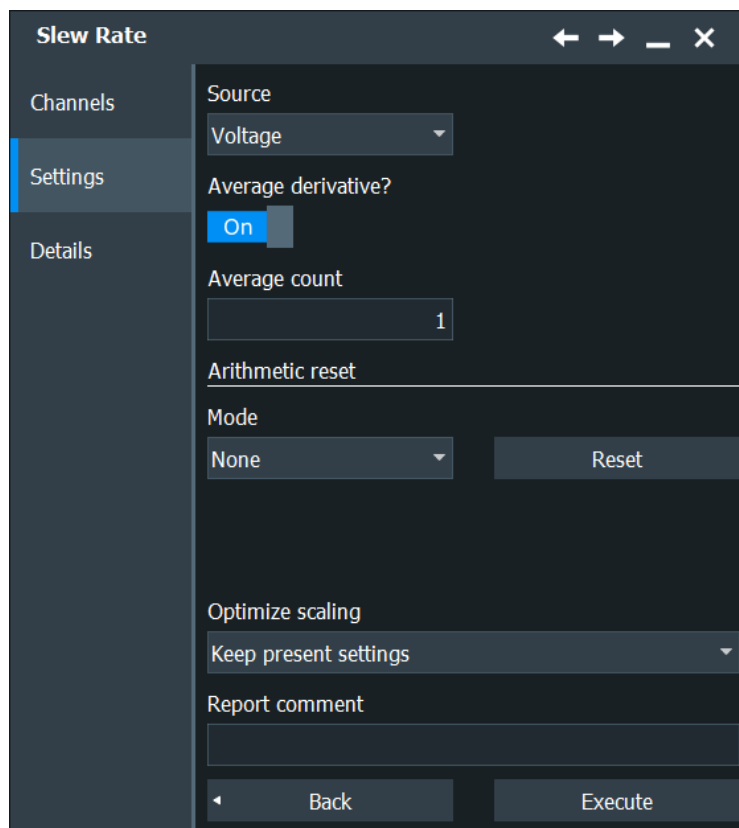 Slew Rate
Channels
Settings
Details
Source
Voltage
Average derivative?
On
Average count
1
Arithmetic reset
Mode
None
Reset
Optimize scaling
Keep present settings
Report comment
Back
Execute